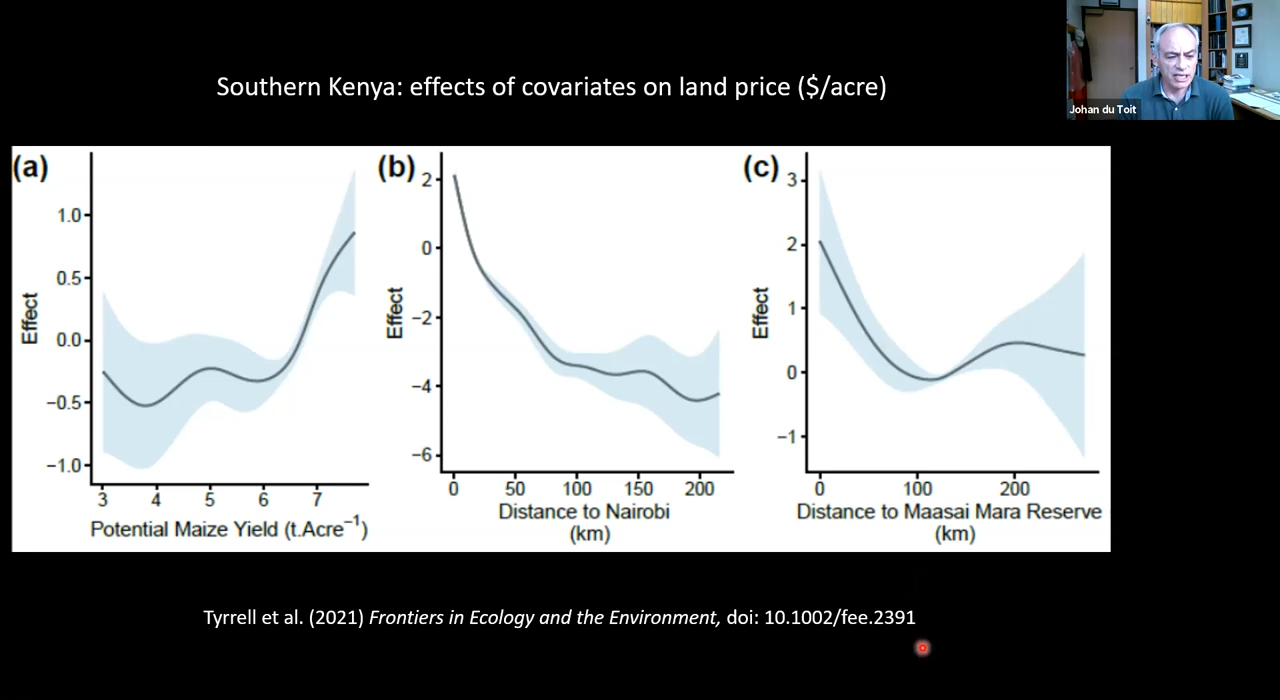 Southern Kenya: effects of covariates on land price ($/acre)
Johan du Toit
(a)
1.0
0.5
0.0
−0.5
−1.0
Effect
3 4 5 6 7
Potential Maize Yield (t.Acre⁻¹)
(b)
2
0
−2
−4
−6
Effect
0 50 100 150 200
Distance to Nairobi
(km)
(c)
3
2
1
0
−1
Effect
0 100 200
Distance to Maasai Mara Reserve
(km)
Tyrrell et al. (2021) Frontiers in Ecology and the Environment, doi: 10.1002/fee.2391